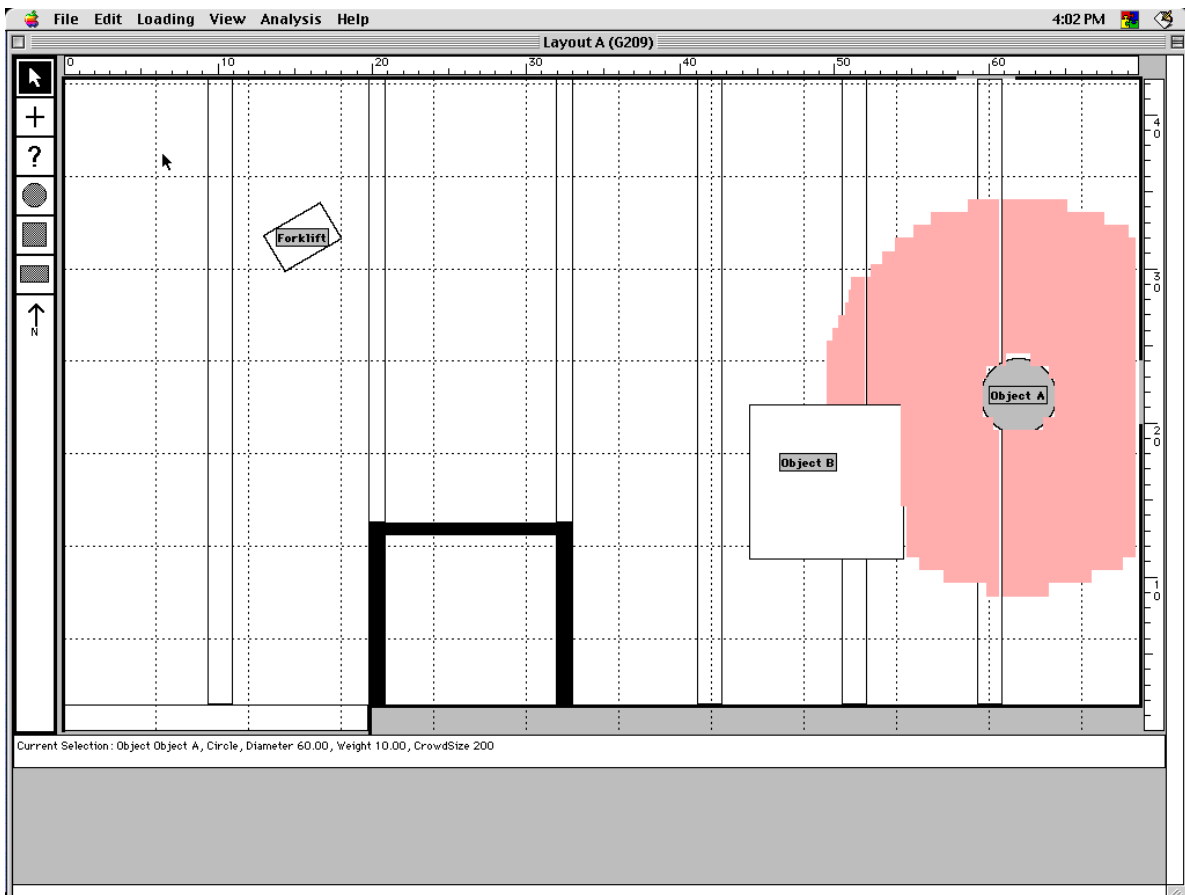 File Edit Loading View Analysis Help 4:02 PM
Layout A (G209)
0 10 20 30 40 50 60
?
N
40
30
20
10
Forklift
Object A
Object B
Current Selection: Object Object A, Circle, Diameter 60.00, Weight 10.00, CrowdSize 200